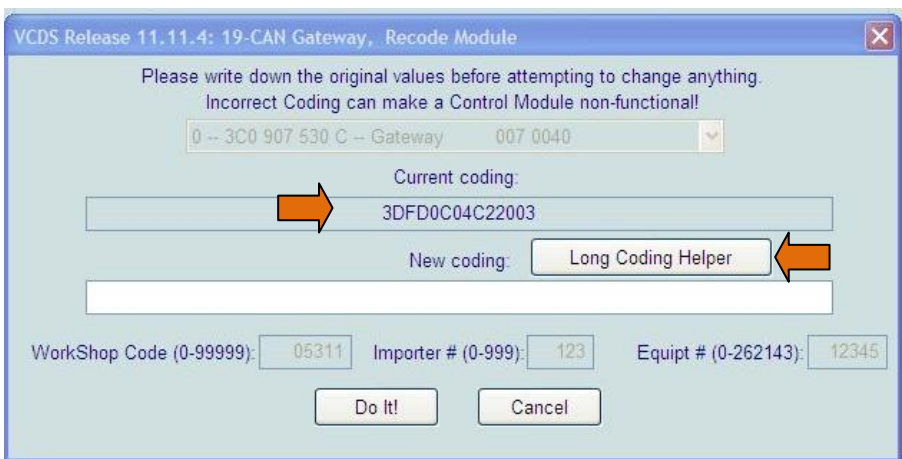 VCDS Release 11.11.4: 19-CAN Gateway, Recode Module
Please write down the original values before attempting to change anything.
Incorrect Coding can make a Control Module non-functional!
0 -- 3C0 907 530 C -- Gateway 007 0040
Current coding:
3DFD0C04C22003
New coding: Long Coding Helper
WorkShop Code (0-99999): 05311 Importer # (0-999): 123 Equipt # (0-262143): 12345
Do It! Cancel